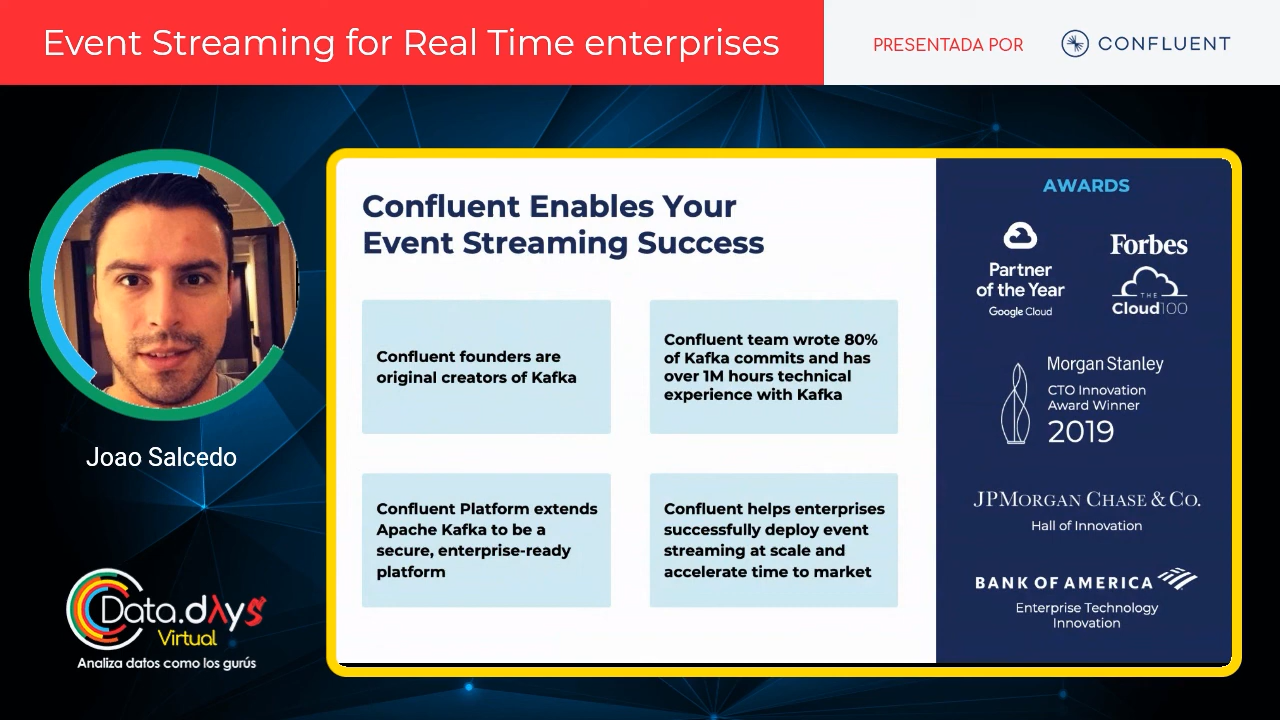 Event Streaming for Real Time enterprises
PRESENTADA POR
CONFLUENT
Joao Salcedo
Data.dAyS
Virtual
Analiza datos como los gurús
Confluent Enables Your
Event Streaming Success
Confluent founders are
original creators of Kafka
Confluent team wrote 80%
of Kafka commits and has
over 1M hours technical
experience with Kafka
Confluent Platform extends
Apache Kafka to be a
secure, enterprise-ready
platform
Confluent helps enterprises
successfully deploy event
streaming at scale and
accelerate time to market
AWARDS
Partner
of the Year
Google Cloud
Forbes
THE
Cloud100
Morgan Stanley
CTO Innovation
Award Winner
2019
JPMORGAN CHASE & CO.
Hall of Innovation
BANK OF AMERICA
Enterprise Technology
Innovation